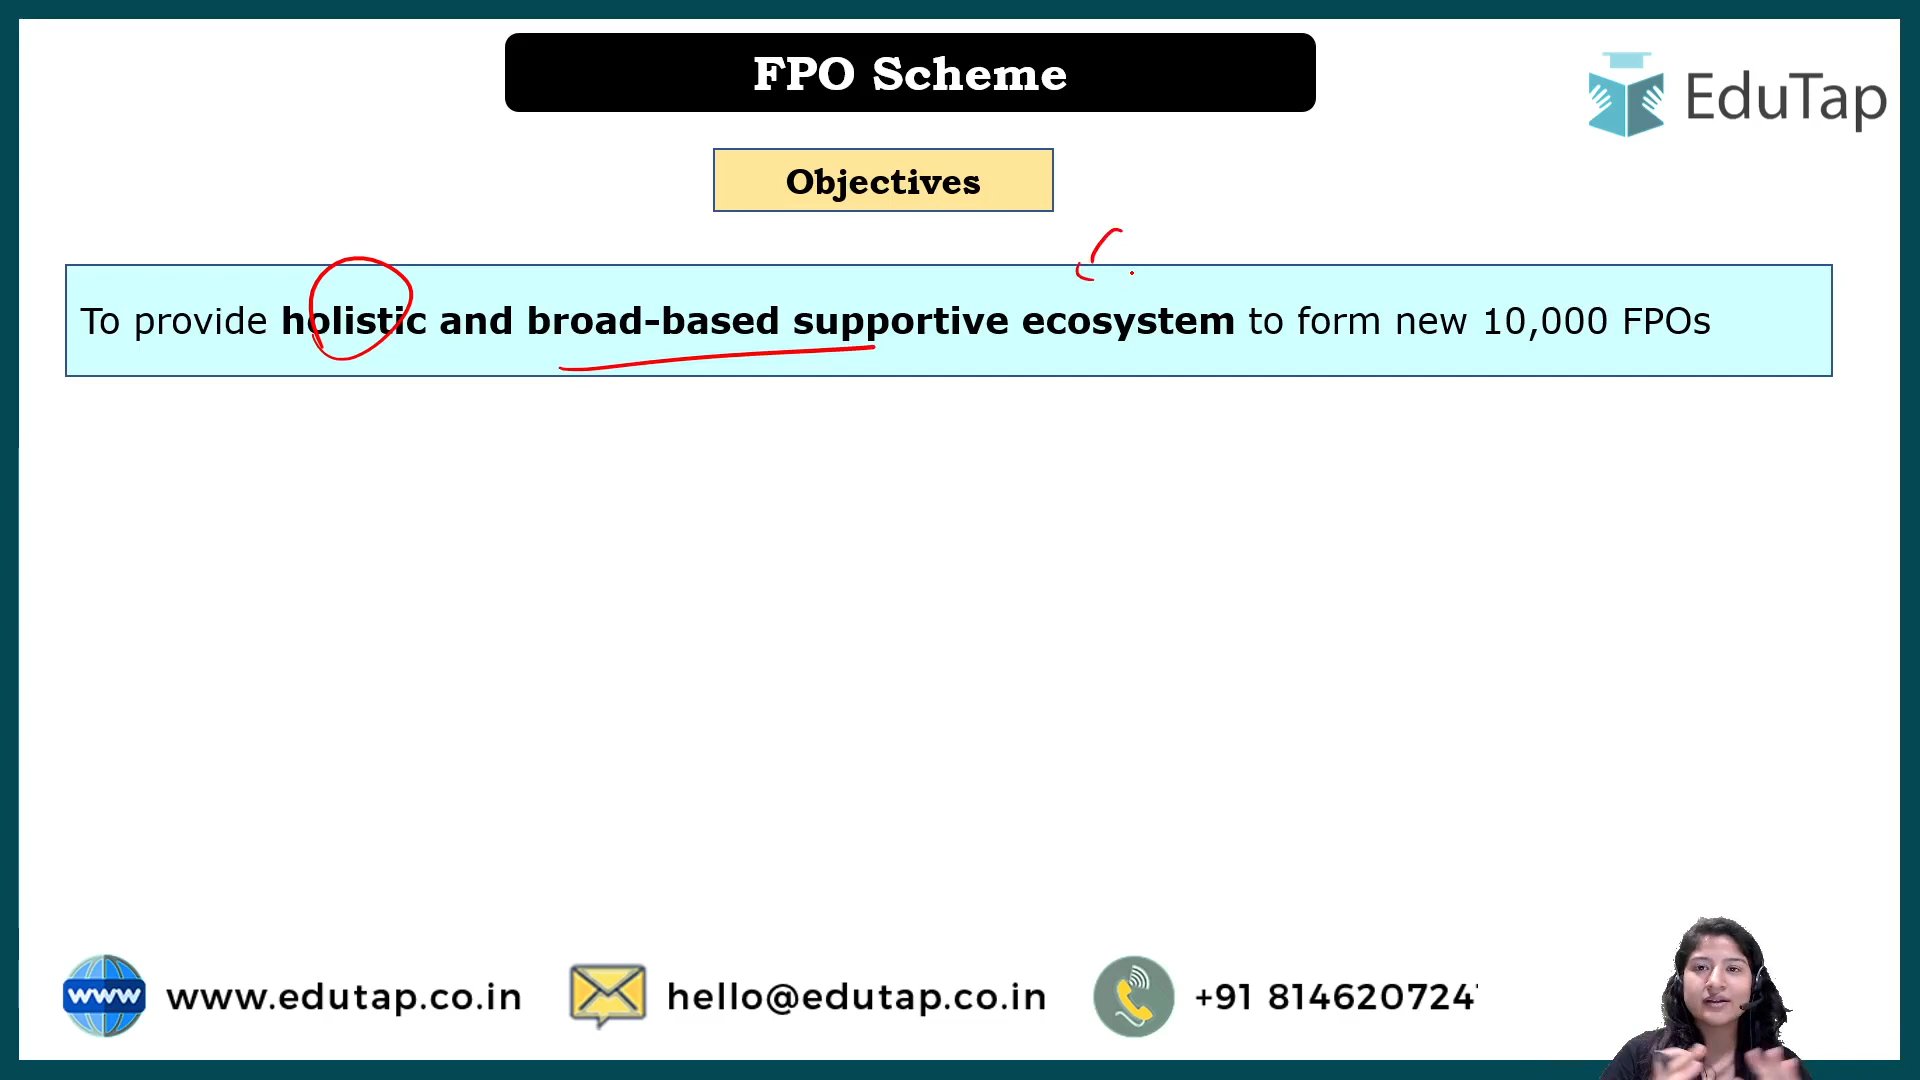 FPO Scheme
EduTap
Objectives
To provide holistic and broad-based supportive ecosystem to form new 10,000 FPOs
www
www.edutap.co.in
hello@edutap.co.in
+91 814620724